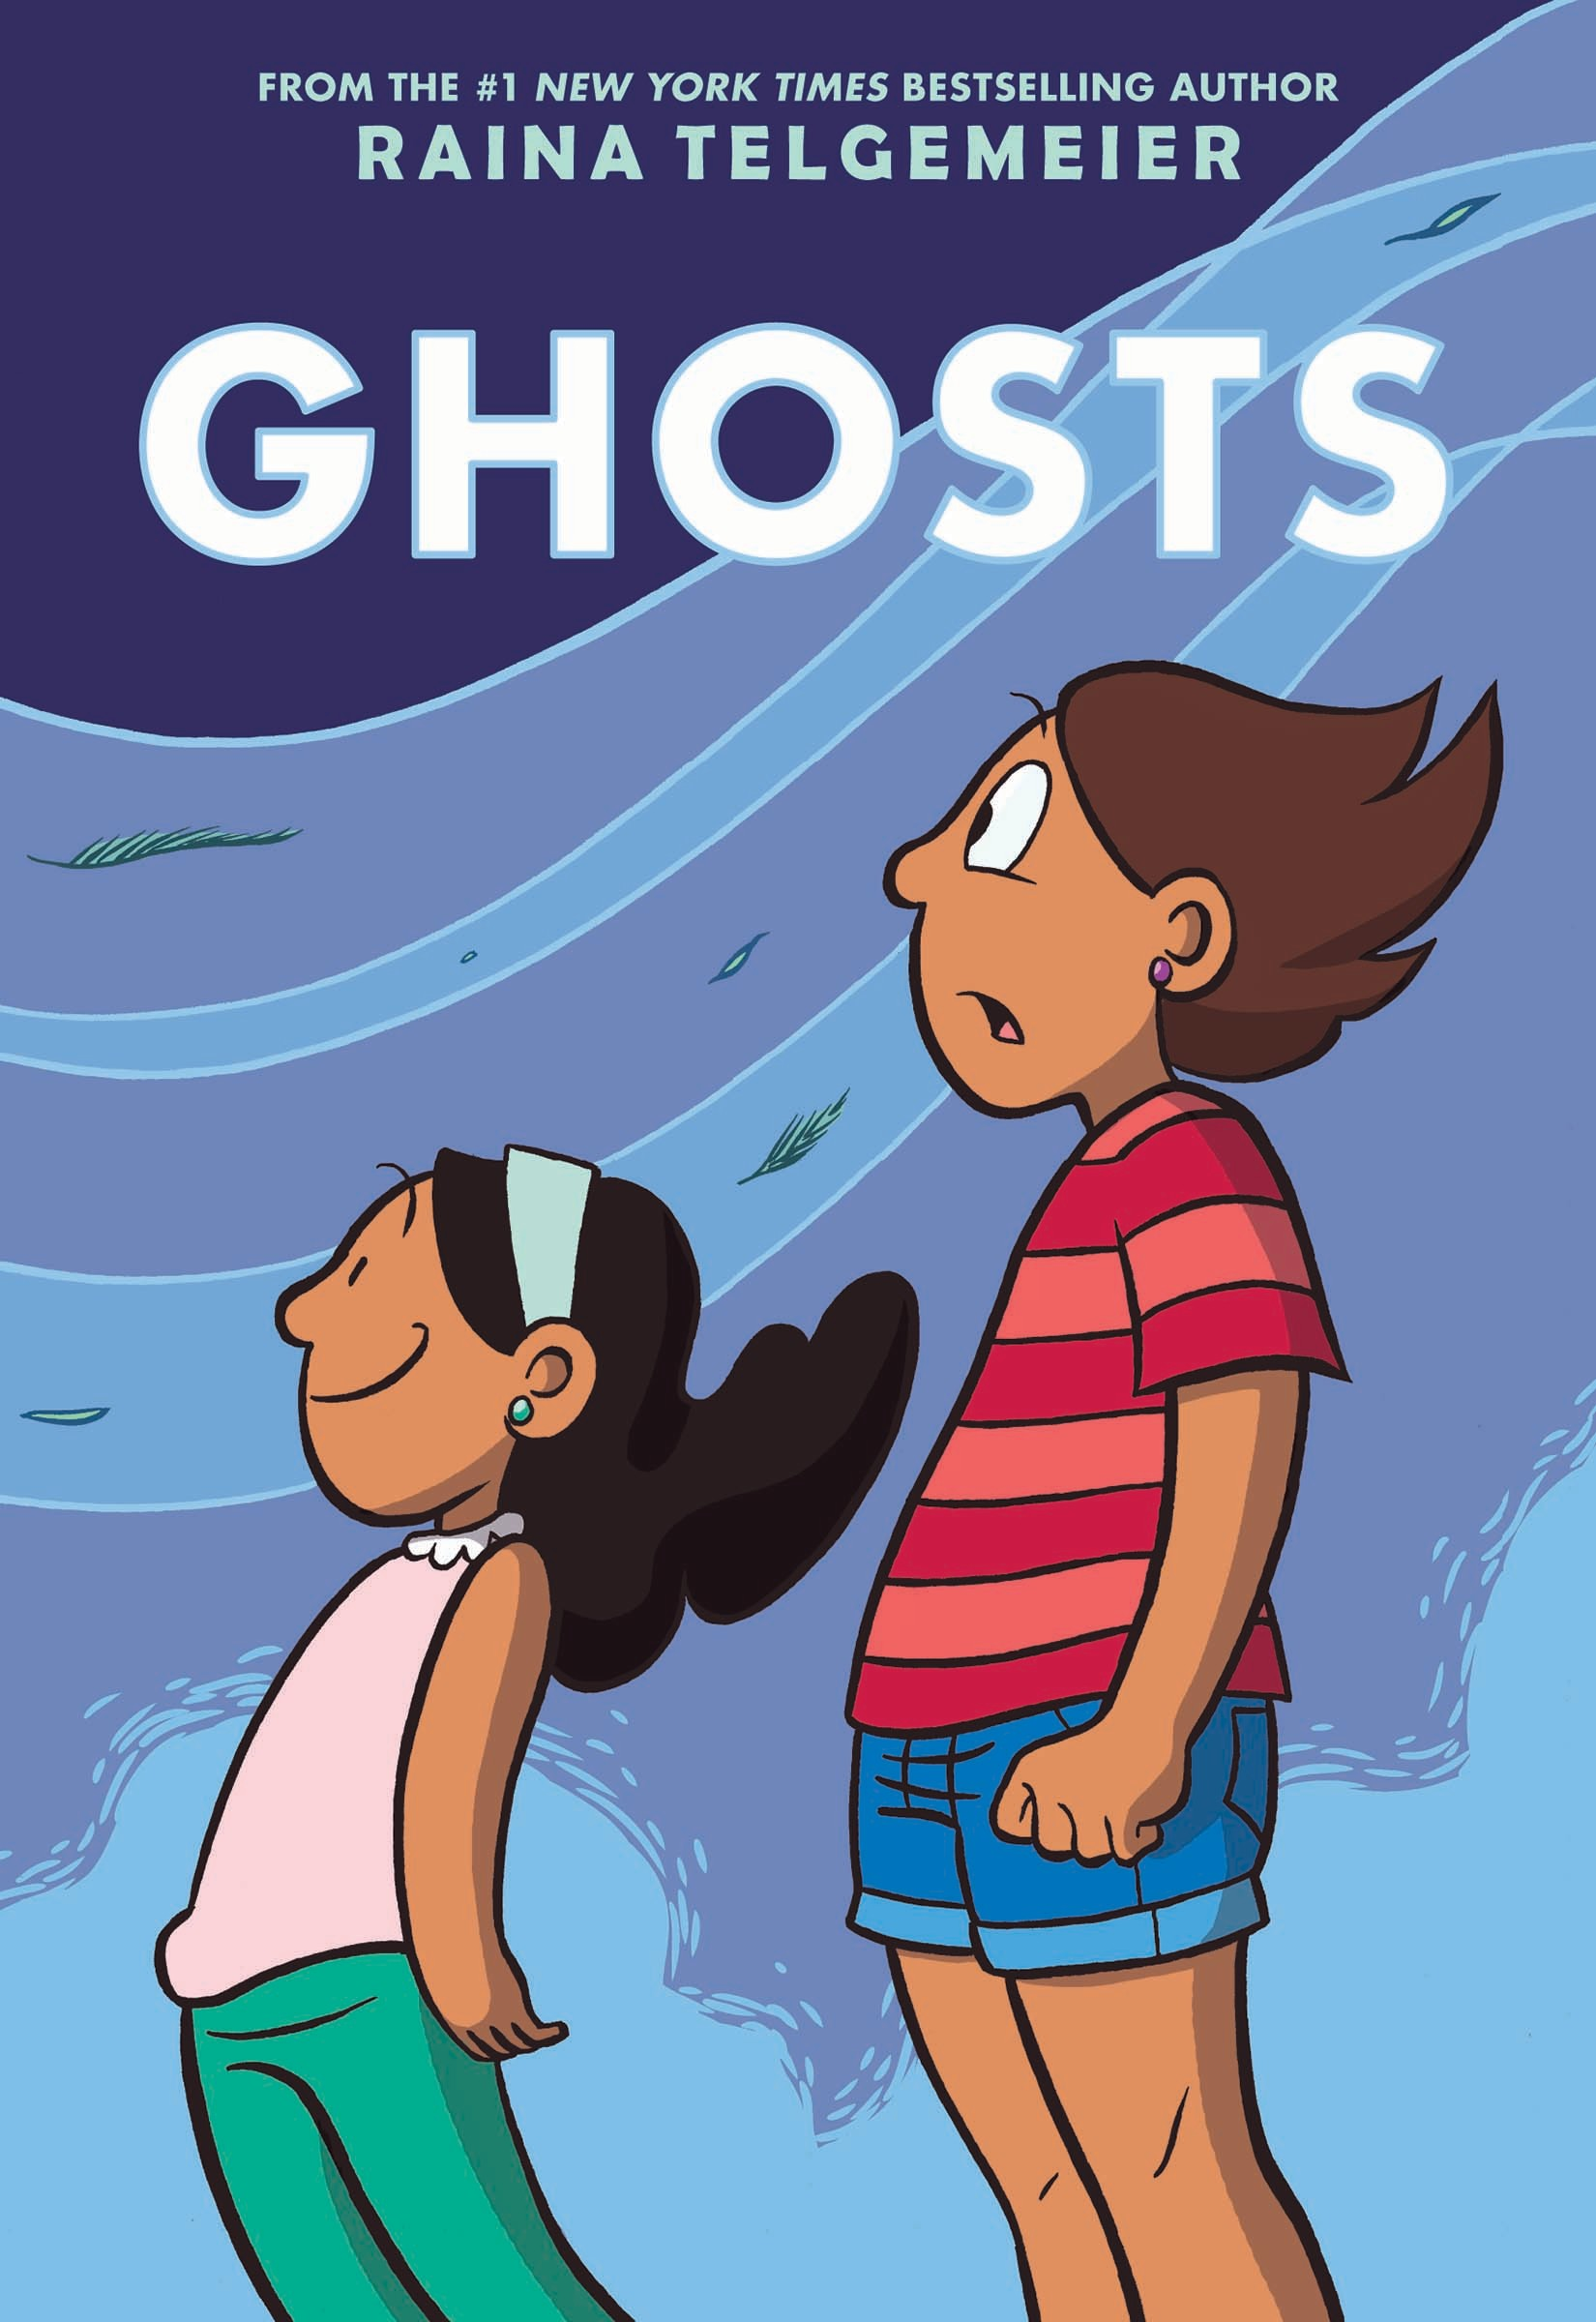 FROM THE #1 NEW YORK TIMES BESTSELLING AUTHOR
RAINA TELGEMEIER
GHOSTS